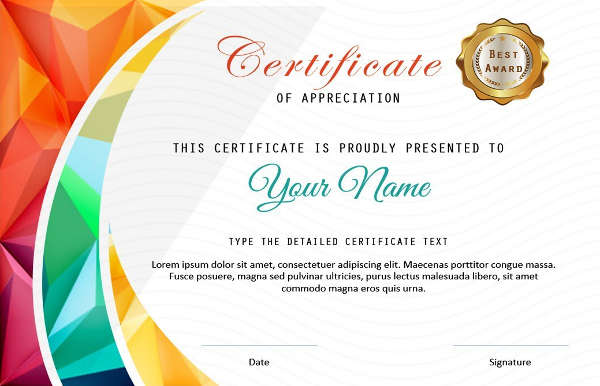 Certificate
OF APPRECIATION
BEST
AWARD
THIS CERTIFICATE IS PROUDLY PRESENTED TO
Your Name
TYPE THE DETAILED CERTIFICATE TEXT
Lorem ipsum dolor sit amet, consectetuer adipiscing elit. Maecenas porttitor congue massa.
Fusce posuere, magna sed pulvinar ultricies, purus lectus malesuada libero, sit amet
commodo magna eros quis urna.
Date
Signature